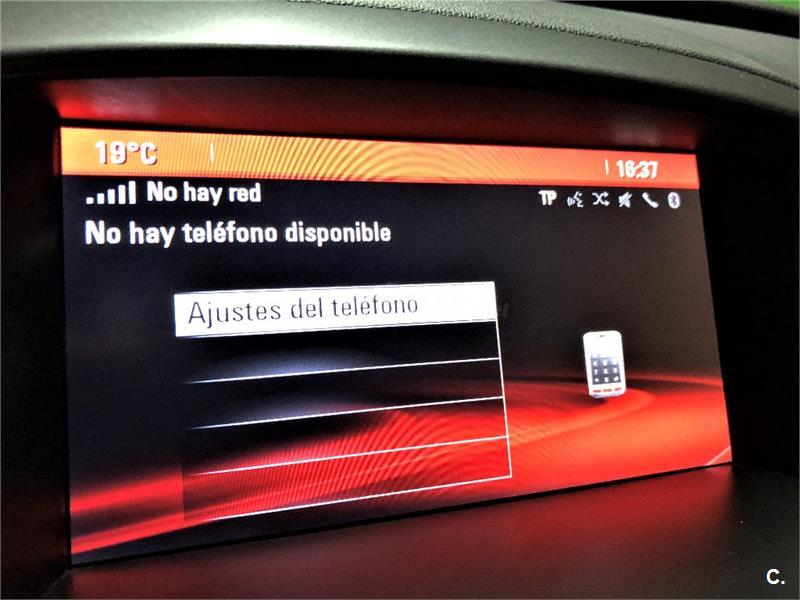 19°C
16:37
No hay red
TP
No hay teléfono disponible
Ajustes del teléfono
C.